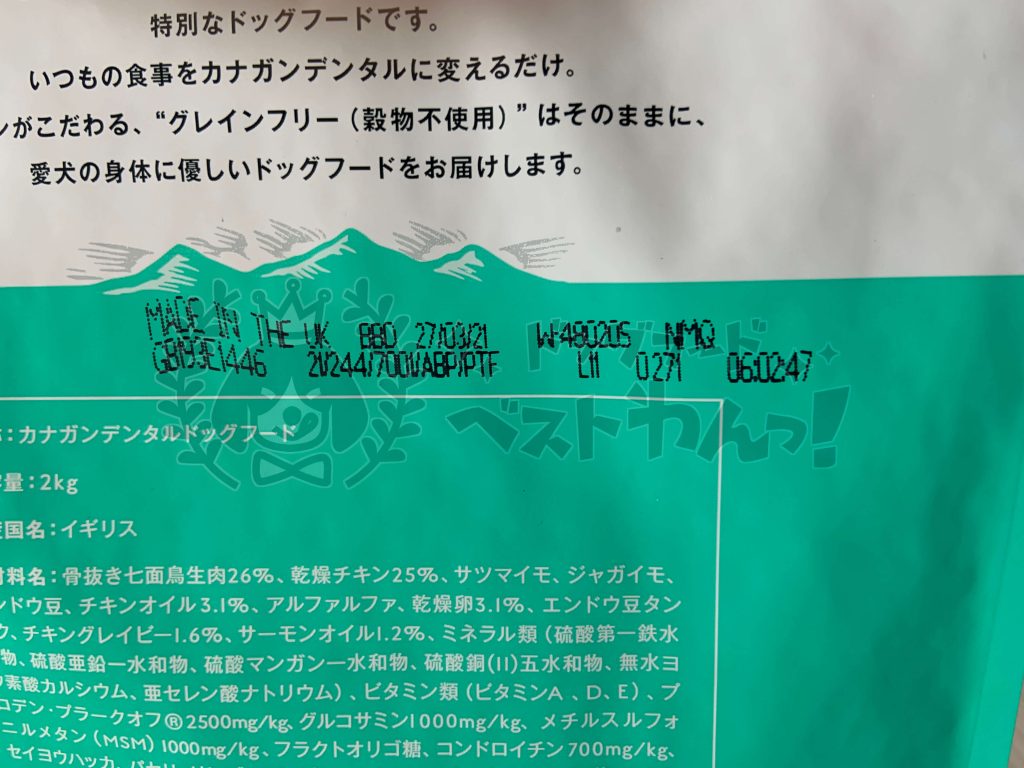 特別なドッグフードです。
いつもの食事をカナガンデンタルに変えるだけ。
ンがこだわる、“グレインフリー（穀物不使用）”はそのままに、
愛犬の身体に優しいドッグフードをお届けします。
MADE IN THE UK BBD 27/03/21 W-480205 NMQ
GB193E1446 21/244/7001/ABP/PTF L11 0271 06:02:47
ドッグフード
ベストわんっ!
称：カナガンデンタルドッグフード
容量：2kg
産国名：イギリス
材料名：骨抜き七面鳥生肉26%、乾燥チキン25%、サツマイモ、ジャガイモ、
ンドウ豆、チキンオイル3.1%、アルファルファ、乾燥卵3.1%、エンドウ豆タン
ク、チキングレイビー1.6%、サーモンオイル1.2%、ミネラル類（硫酸第一鉄水
物、硫酸亜鉛一水和物、硫酸マンガン一水和物、硫酸銅(II)五水和物、無水ヨ
ウ素酸カルシウム、亜セレン酸ナトリウム）、ビタミン類（ビタミンA、D、E）、プ
ロデン・プラークオフ®2500mg/kg、グルコサミン1000mg/kg、メチルスルフォ
ニルメタン（MSM）1000mg/kg、フラクトオリゴ糖、コンドロイチン700mg/kg、
セイヨウハッカ、パセリ